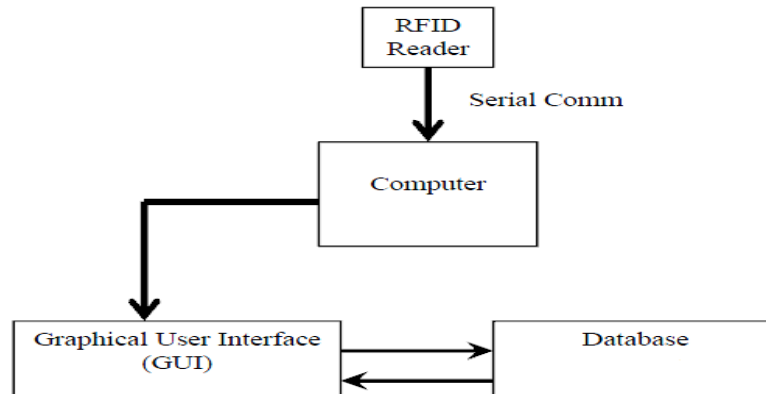 RFID
Reader
Serial Comm
Computer
Graphical User Interface
(GUI)
Database